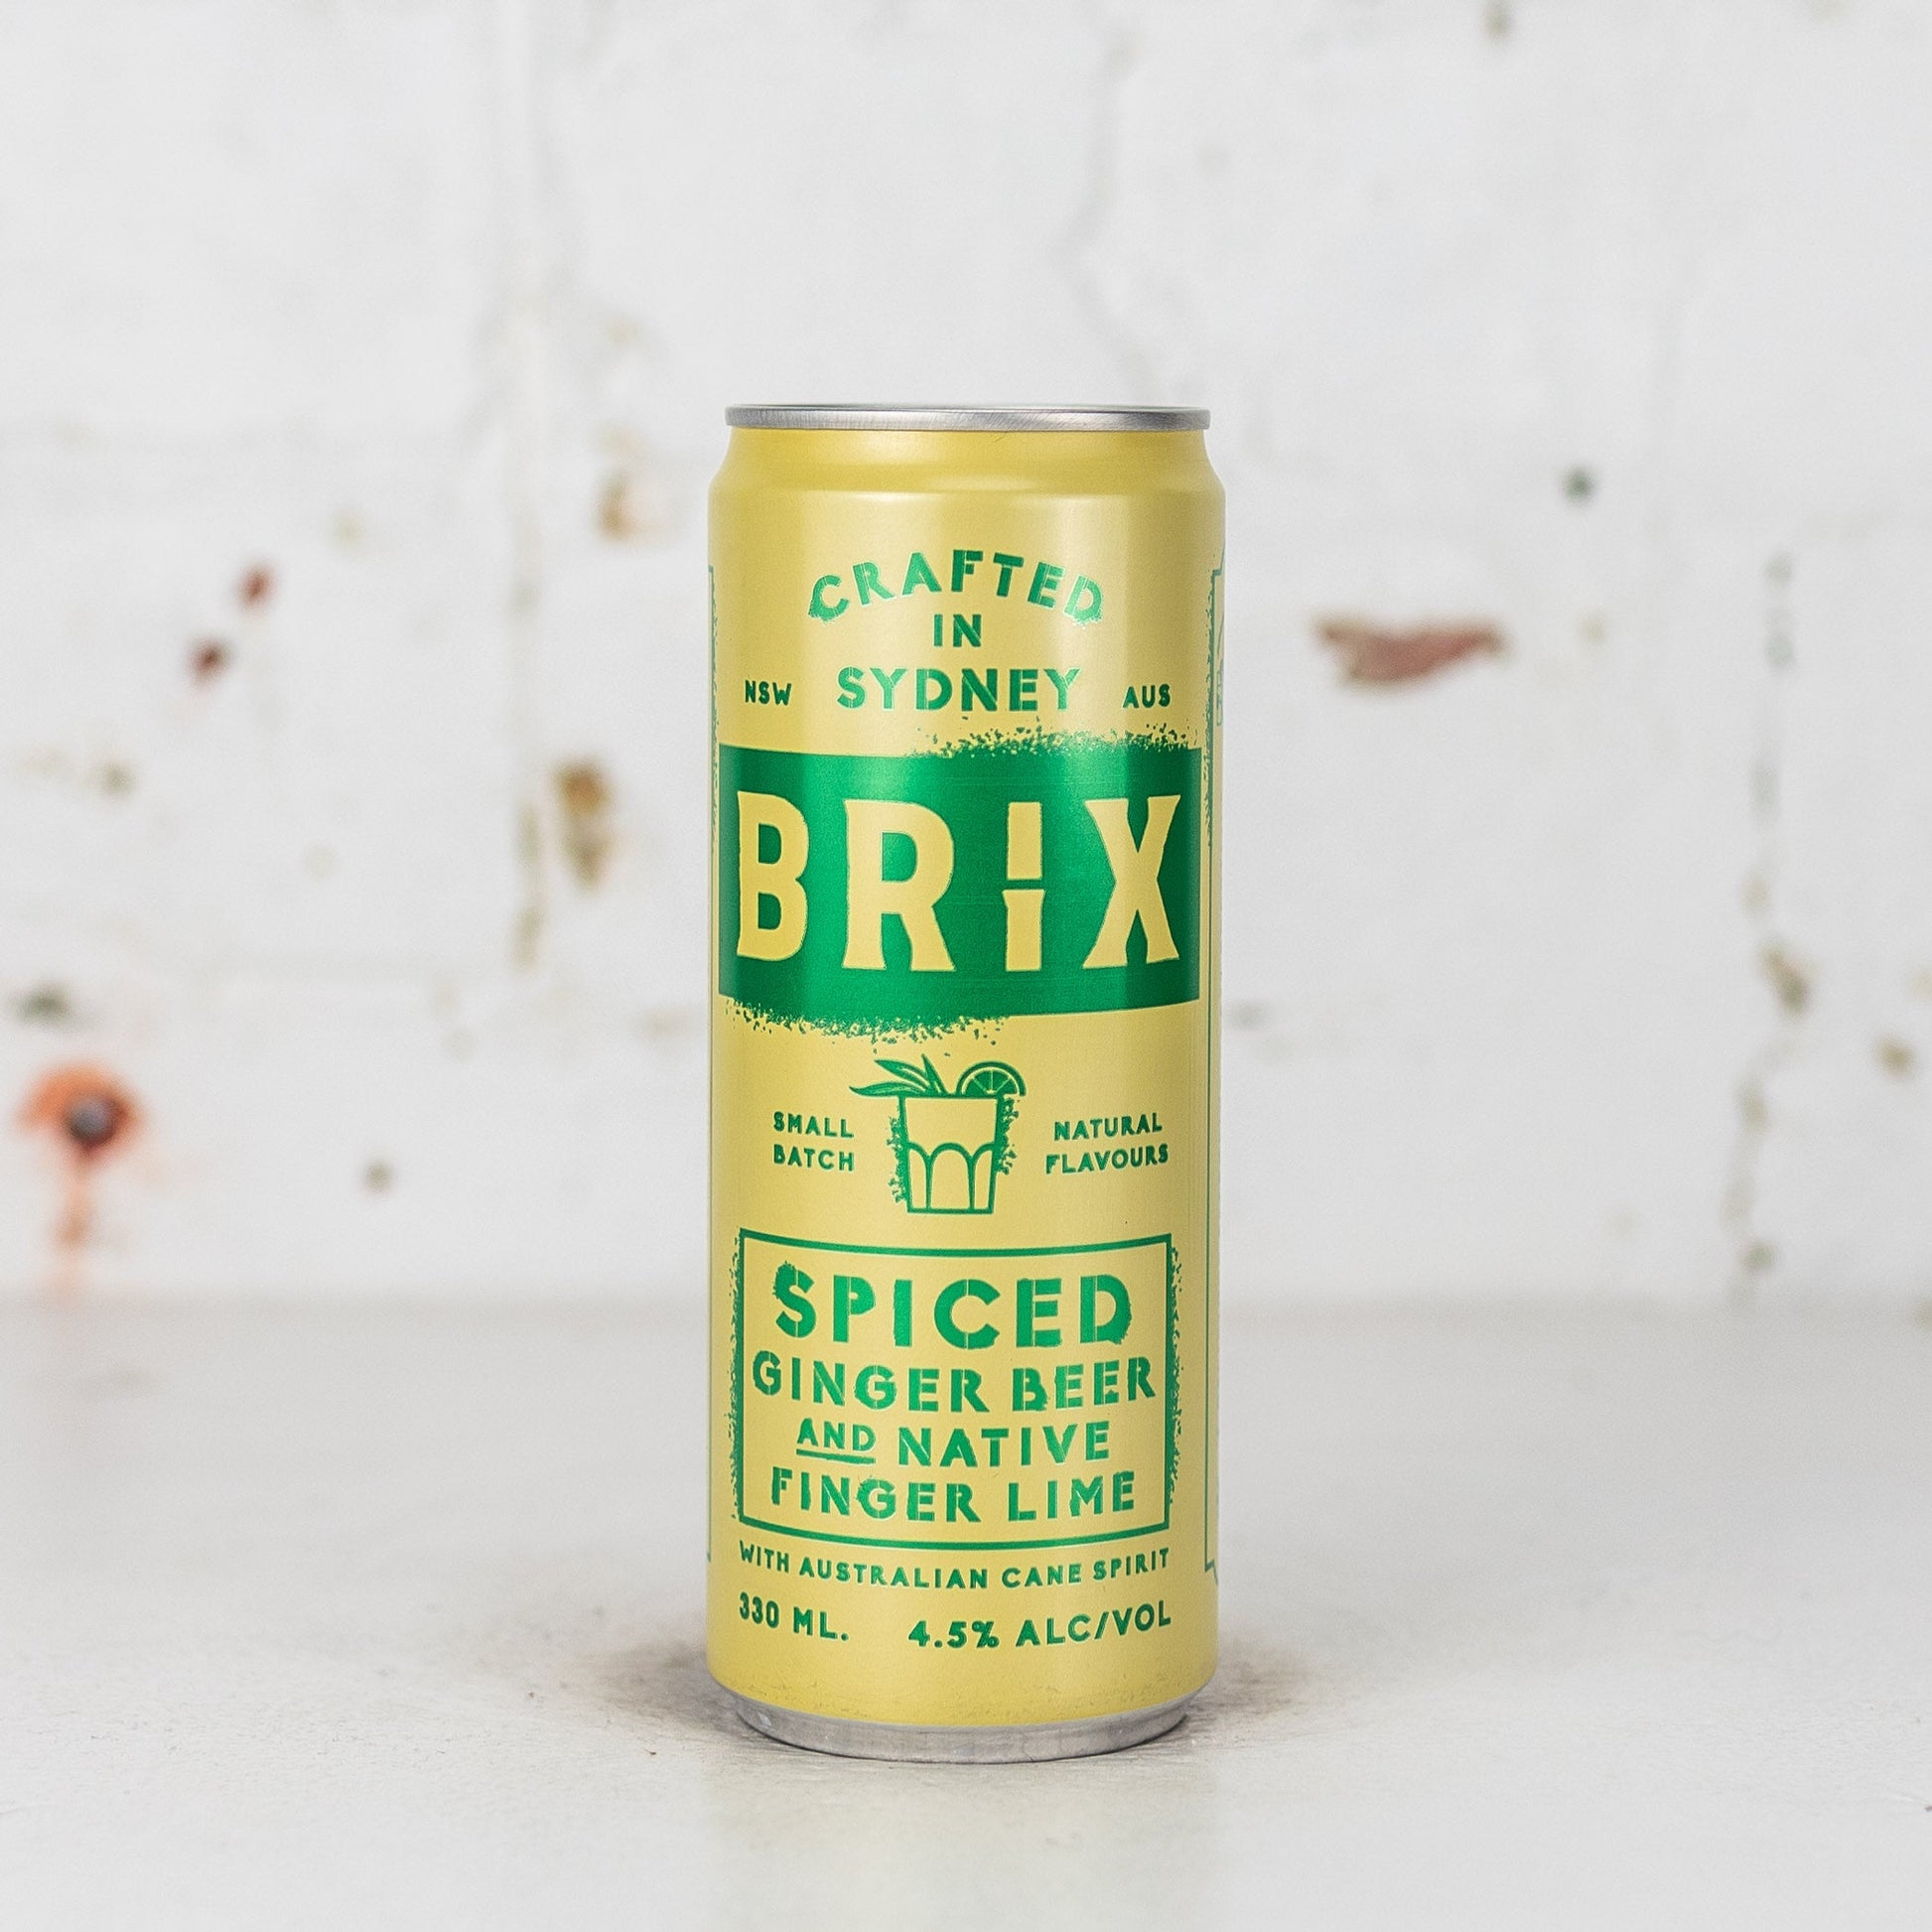 CRAFTED
IN
NSW SYDNEY AUS
BRIX
SMALL NATURAL
BATCH FLAVOURS
SPICED
GINGER BEER
AND NATIVE
FINGER LIME
WITH AUSTRALIAN CANE SPIRIT
330 ML. 4.5% ALC/VOL